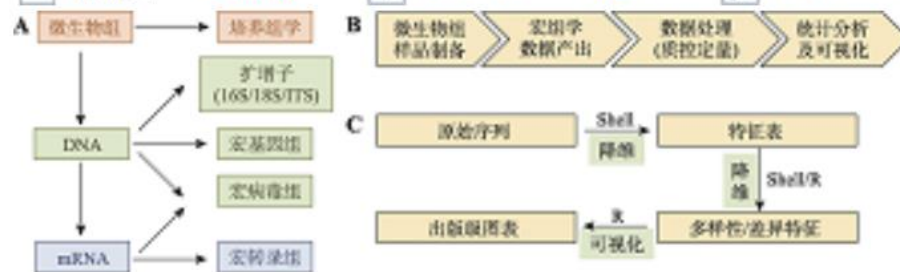 A
微生物组
培养组学
扩增子
(16S/18S/ITS)
DNA
宏基因组
宏病毒组
mRNA
宏转录组
B
微生物组
样品制备
宏组学
数据产出
数据处理
(质控定量)
统计分析
及可视化
C
原始序列
Shell
降维
特征表
降
维
Shell/R
出版级图表
R
可视化
多样性/差异特征